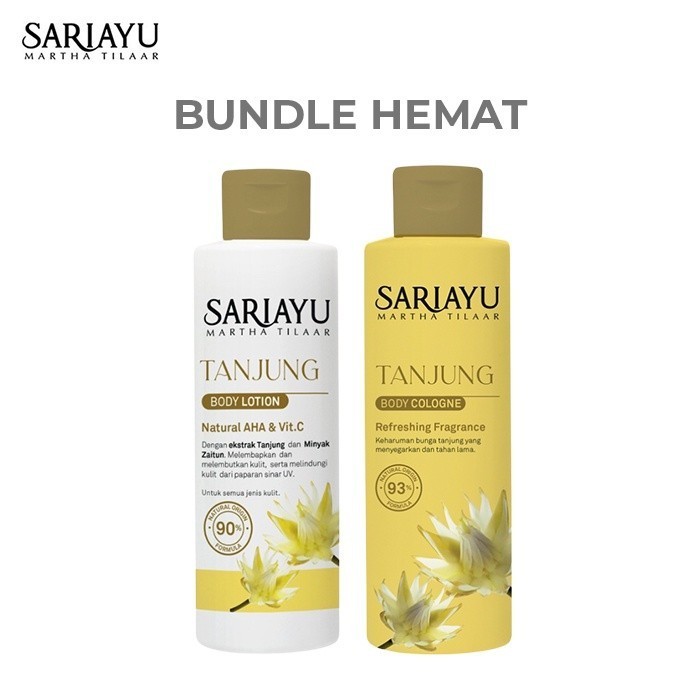 SARIAYU
MARTHA TILAAR
BUNDLE HEMAT
SARIAYU
MARTHA TILAAR
TANJUNG
BODY LOTION
Natural AHA & Vit.C
Dengan ekstrak Tanjung dan Minyak
Zaitun. Melembapkan dan
melembutkan kulit, serta melindungi
kulit dari paparan sinar UV.
Untuk semua jenis kulit.
NATURAL ORIGIN
90%
FORMULA
SARIAYU
MARTHA TILAAR
TANJUNG
BODY COLOGNE
Refreshing Fragrance
Keharuman bunga tanjung yang
menyegarkan dan tahan lama.
NATURAL ORIGIN
93%
FORMULA